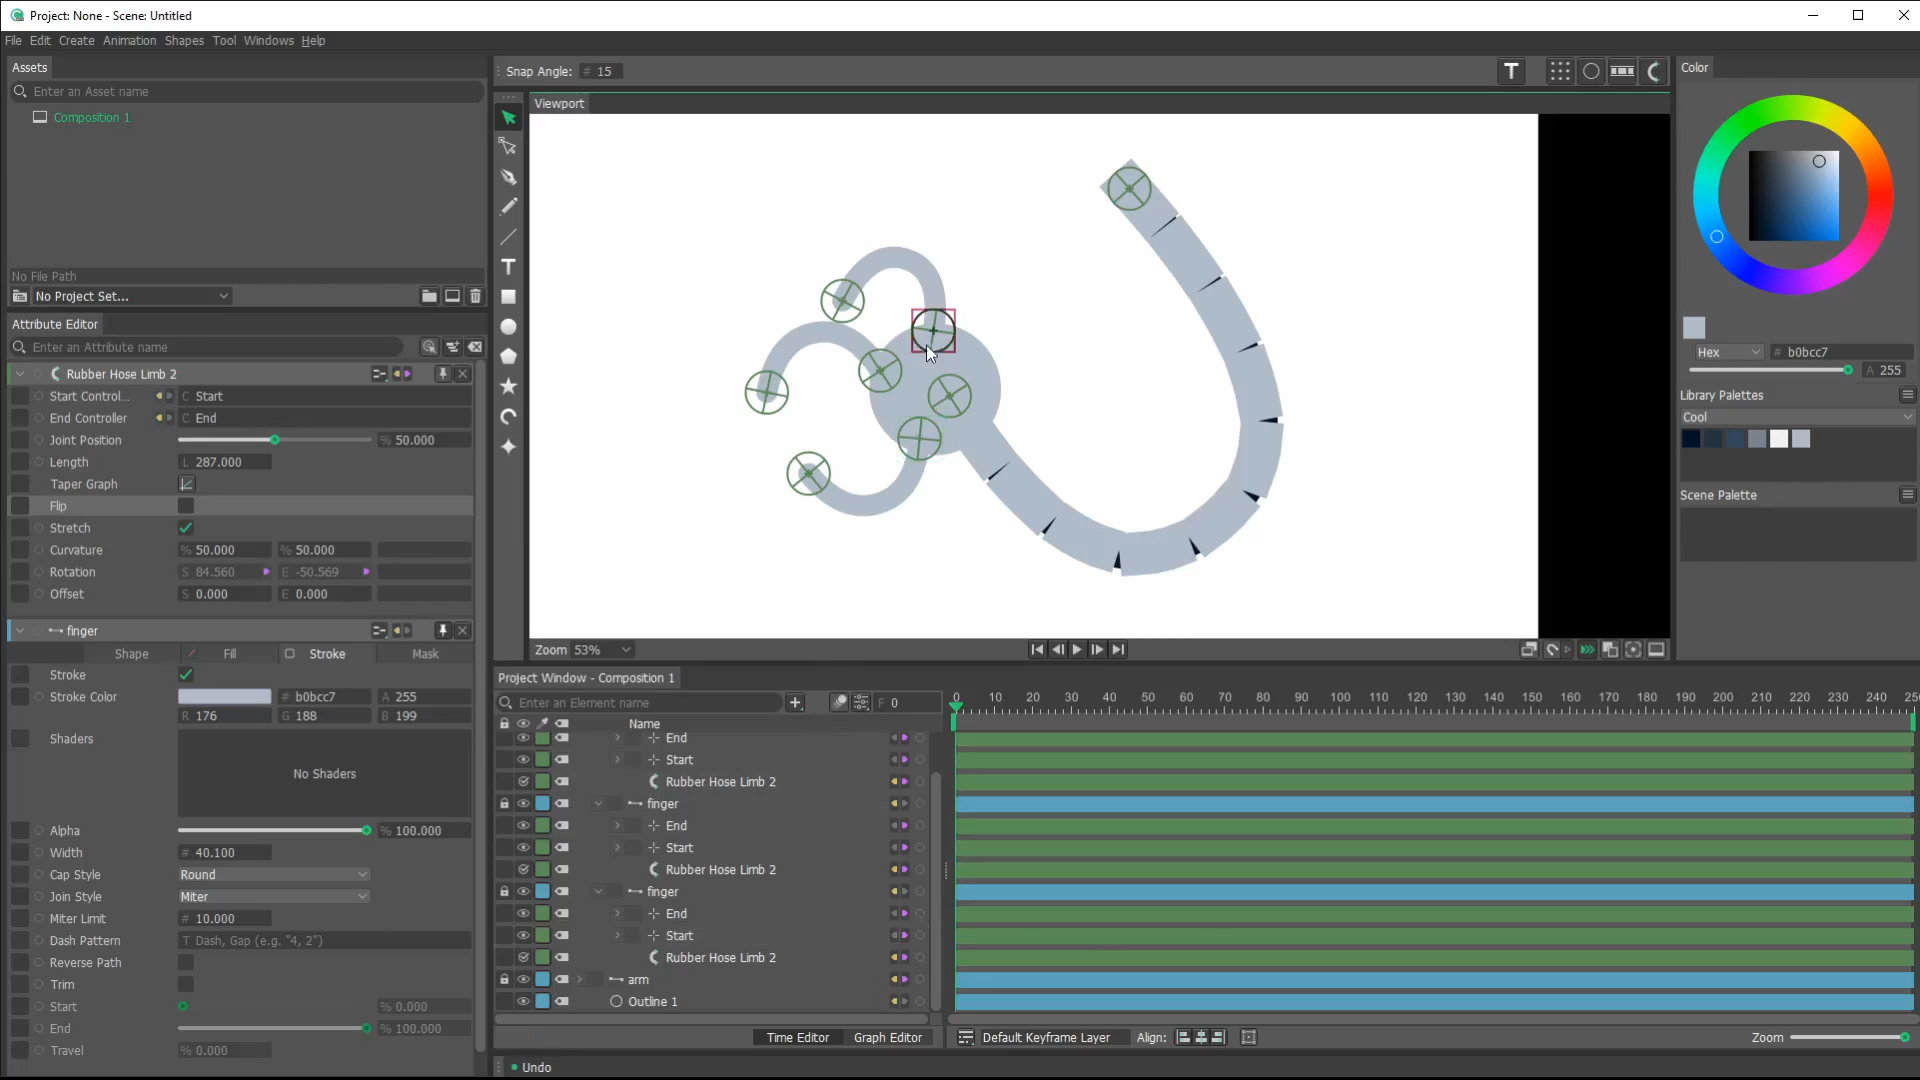 Project: None - Scene: Untitled
File Edit Create Animation Shapes Tool Windows Help
Assets
Enter an Asset name
Composition 1
No File Path
No Project Set...
Attribute Editor
Enter an Attribute name
Rubber Hose Limb 2
Start Control... C Start
End Controller C End
Joint Position % 50.000
Length L 287.000
Taper Graph
Flip
Stretch
Curvature % 50.000 % 50.000
Rotation S 84.560 E -50.569
Offset S 0.000 E 0.000
finger
Shape Fill Stroke Mask
Stroke
Stroke Color # b0bcc7 A 255
R 176 G 188 B 199
Shaders
No Shaders
Alpha % 100.000
Width # 40.100
Cap Style Round
Join Style Miter
Miter Limit # 10.000
Dash Pattern T Dash, Gap (e.g. "4, 2")
Reverse Path
Trim
Start % 0.000
End % 100.000
Travel % 0.000
Snap Angle: # 15
Viewport
Zoom 53%
Project Window - Composition 1
Enter an Element name
F 0
0 10 20 30 40 50 60 70 80 90 100 110 120 130 140 150 160 170 180 190 200 210 220 230 240 250
Name
End
Start
Rubber Hose Limb 2
finger
End
Start
Rubber Hose Limb 2
finger
End
Start
Rubber Hose Limb 2
arm
Outline 1
Time Editor Graph Editor
Default Keyframe Layer Align:
Zoom
Undo
Color
Hex # b0bcc7
A 255
Library Palettes
Cool
Scene Palette